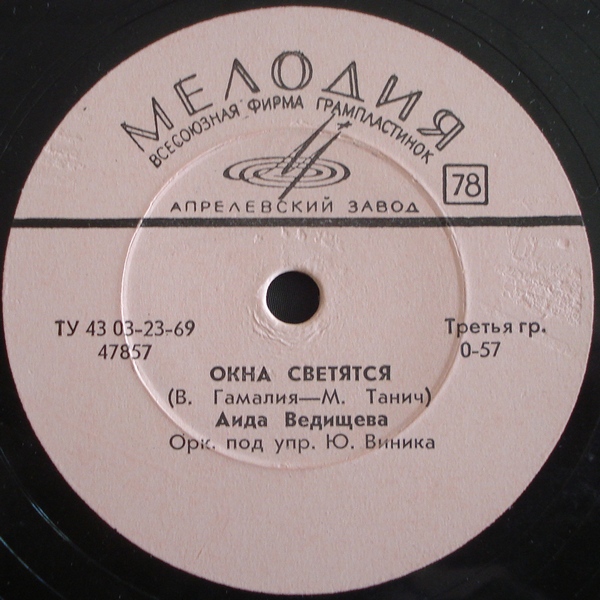 МЕЛОДИЯ
ВСЕСОЮЗНАЯ ФИРМА ГРАМПЛАСТИНОК
78
АПРЕЛЕВСКИЙ ЗАВОД
ТУ 43 03-23-69
47857
Третья гр.
0-57
ОКНА СВЕТЯТСЯ
(В. Гамалия—М. Танич)
Аида Ведищева
Орк. под упр. Ю. Виника